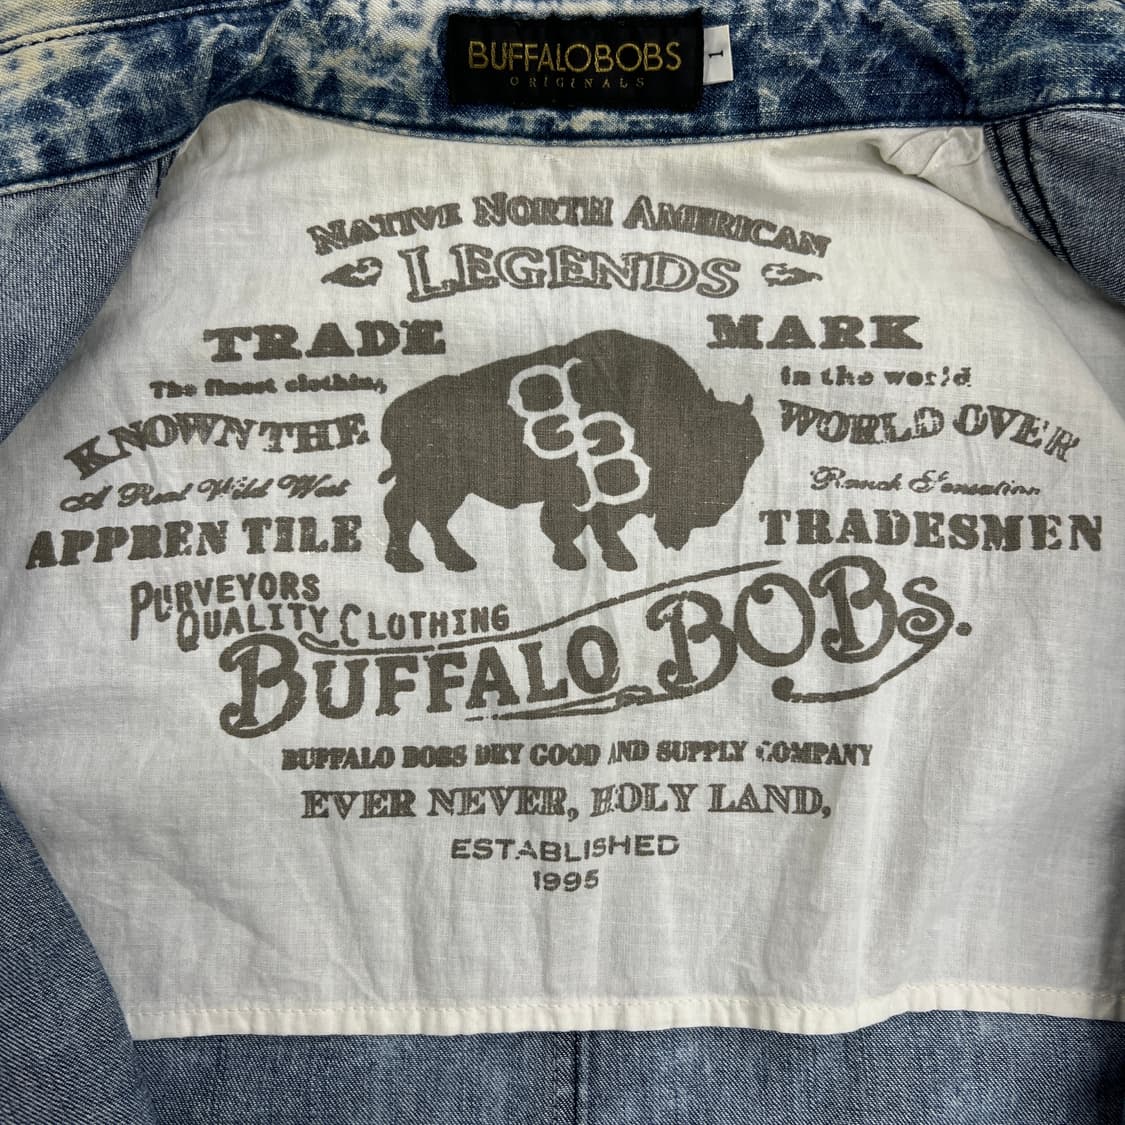 BUFFALOBOBS
ORIGINALS
1
NATIVE NORTH AMERICAN
LEGENDS
TRADE MARK
The finest clothing, in the world
KNOWN THE WORLD OVER
A Real Wild West Ranch Sensation
APPREN TILE TRADESMEN
PURVEYORS
QUALITY CLOTHING
BUFFALO BOBS.
BUFFALO BOBS DRY GOOD AND SUPPLY COMPANY
EVER NEVER, HOLY LAND,
ESTABLISHED
1995